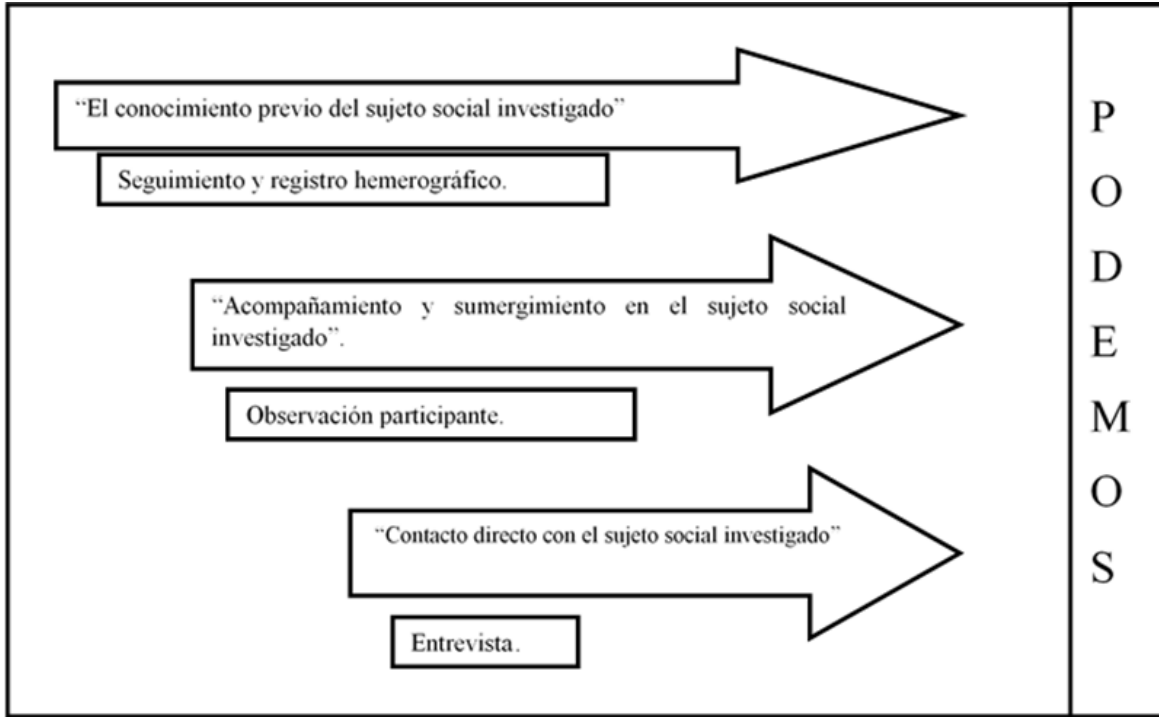 “El conocimiento previo del sujeto social investigado”
Seguimiento y registro hemerográfico.
“Acompañamiento y sumergimiento en el sujeto social
investigado”.
Observación participante.
“Contacto directo con el sujeto social investigado”
Entrevista.
P
O
D
E
M
O
S